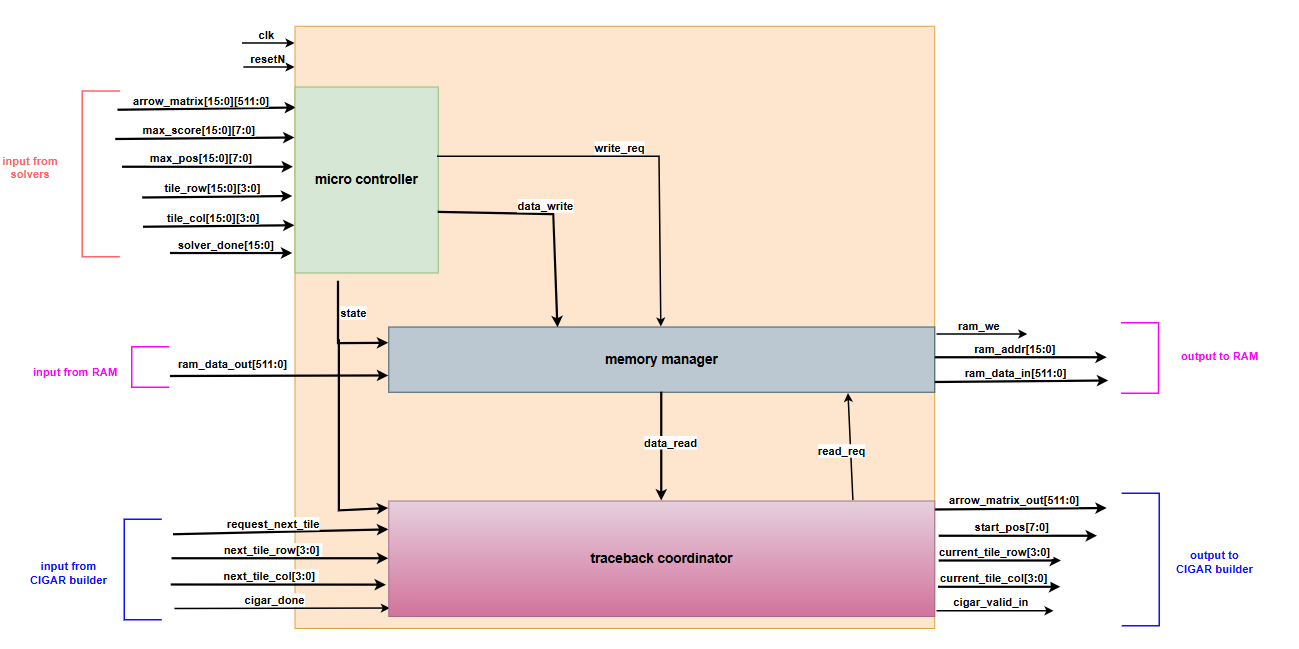 clk
resetN
arrow_matrix[15:0][511:0]
max_score[15:0][7:0]
max_pos[15:0][7:0]
tile_row[15:0][3:0]
tile_col[15:0][3:0]
solver_done[15:0]
input from
solvers
micro controller
write_req
data_write
state
ram_data_out[511:0]
input from RAM
memory manager
ram_we
ram_addr[15:0]
ram_data_in[511:0]
output to RAM
data_read
read_req
request_next_tile
next_tile_row[3:0]
next_tile_col[3:0]
cigar_done
input from
CIGAR builder
traceback coordinator
arrow_matrix_out[511:0]
start_pos[7:0]
current_tile_row[3:0]
current_tile_col[3:0]
cigar_valid_in
output to
CIGAR builder